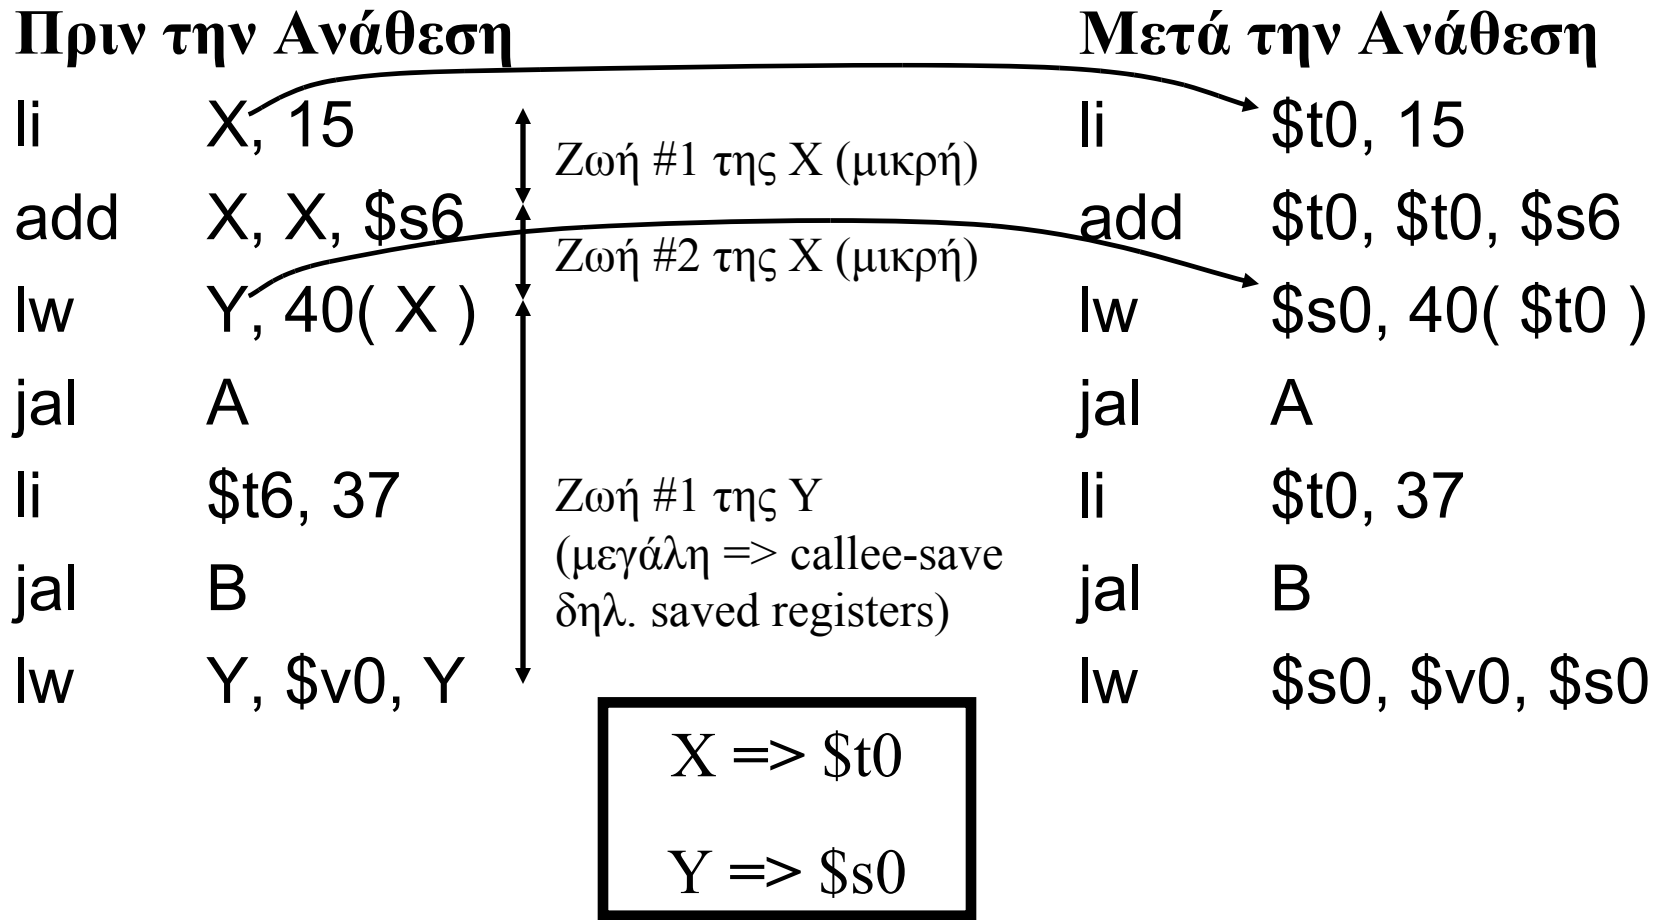 Πριν την Ανάθεση Μετά την Ανάθεση
li X, 15 li $t0, 15
Ζωή #1 της X (μικρή)
add X, X, $s6 add $t0, $t0, $s6
Ζωή #2 της X (μικρή)
lw Y, 40( X ) lw $s0, 40( $t0 )
jal A jal A
li $t6, 37 Ζωή #1 της Y li $t0, 37
(μεγάλη => callee-save
jal B jal B
δηλ. saved registers)
lw Y, $v0, Y lw $s0, $v0, $s0
X => $t0
Y => $s0